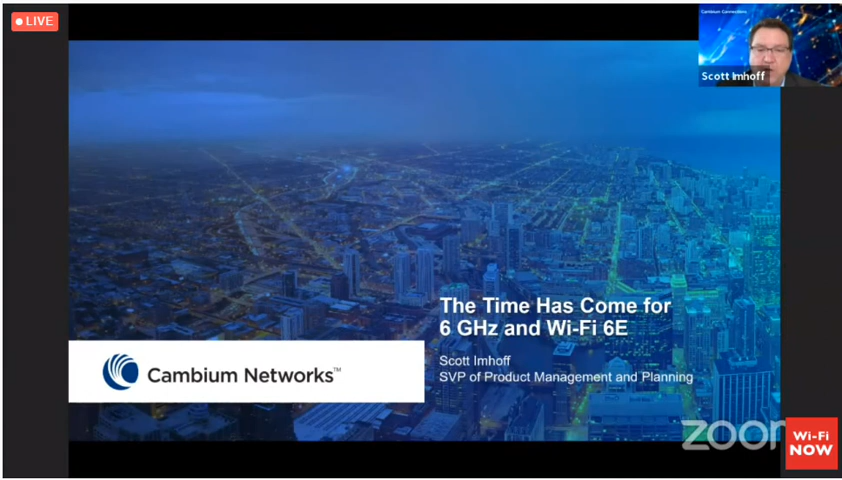 LIVE
Cambium Connections
Scott Imhoff
The Time Has Come for
6 GHz and Wi-Fi 6E
Scott Imhoff
SVP of Product Management and Planning
Cambium Networks™
zoom
Wi-Fi
NOW